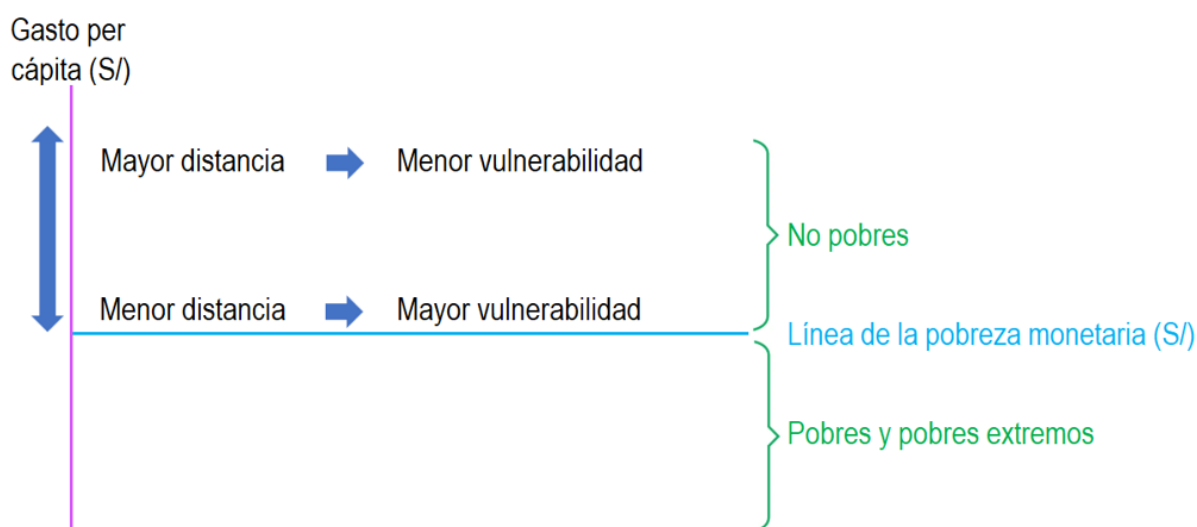 Gasto per
cápita (S/)
Mayor distancia Menor vulnerabilidad
No pobres
Menor distancia Mayor vulnerabilidad
Línea de la pobreza monetaria (S/)
Pobres y pobres extremos